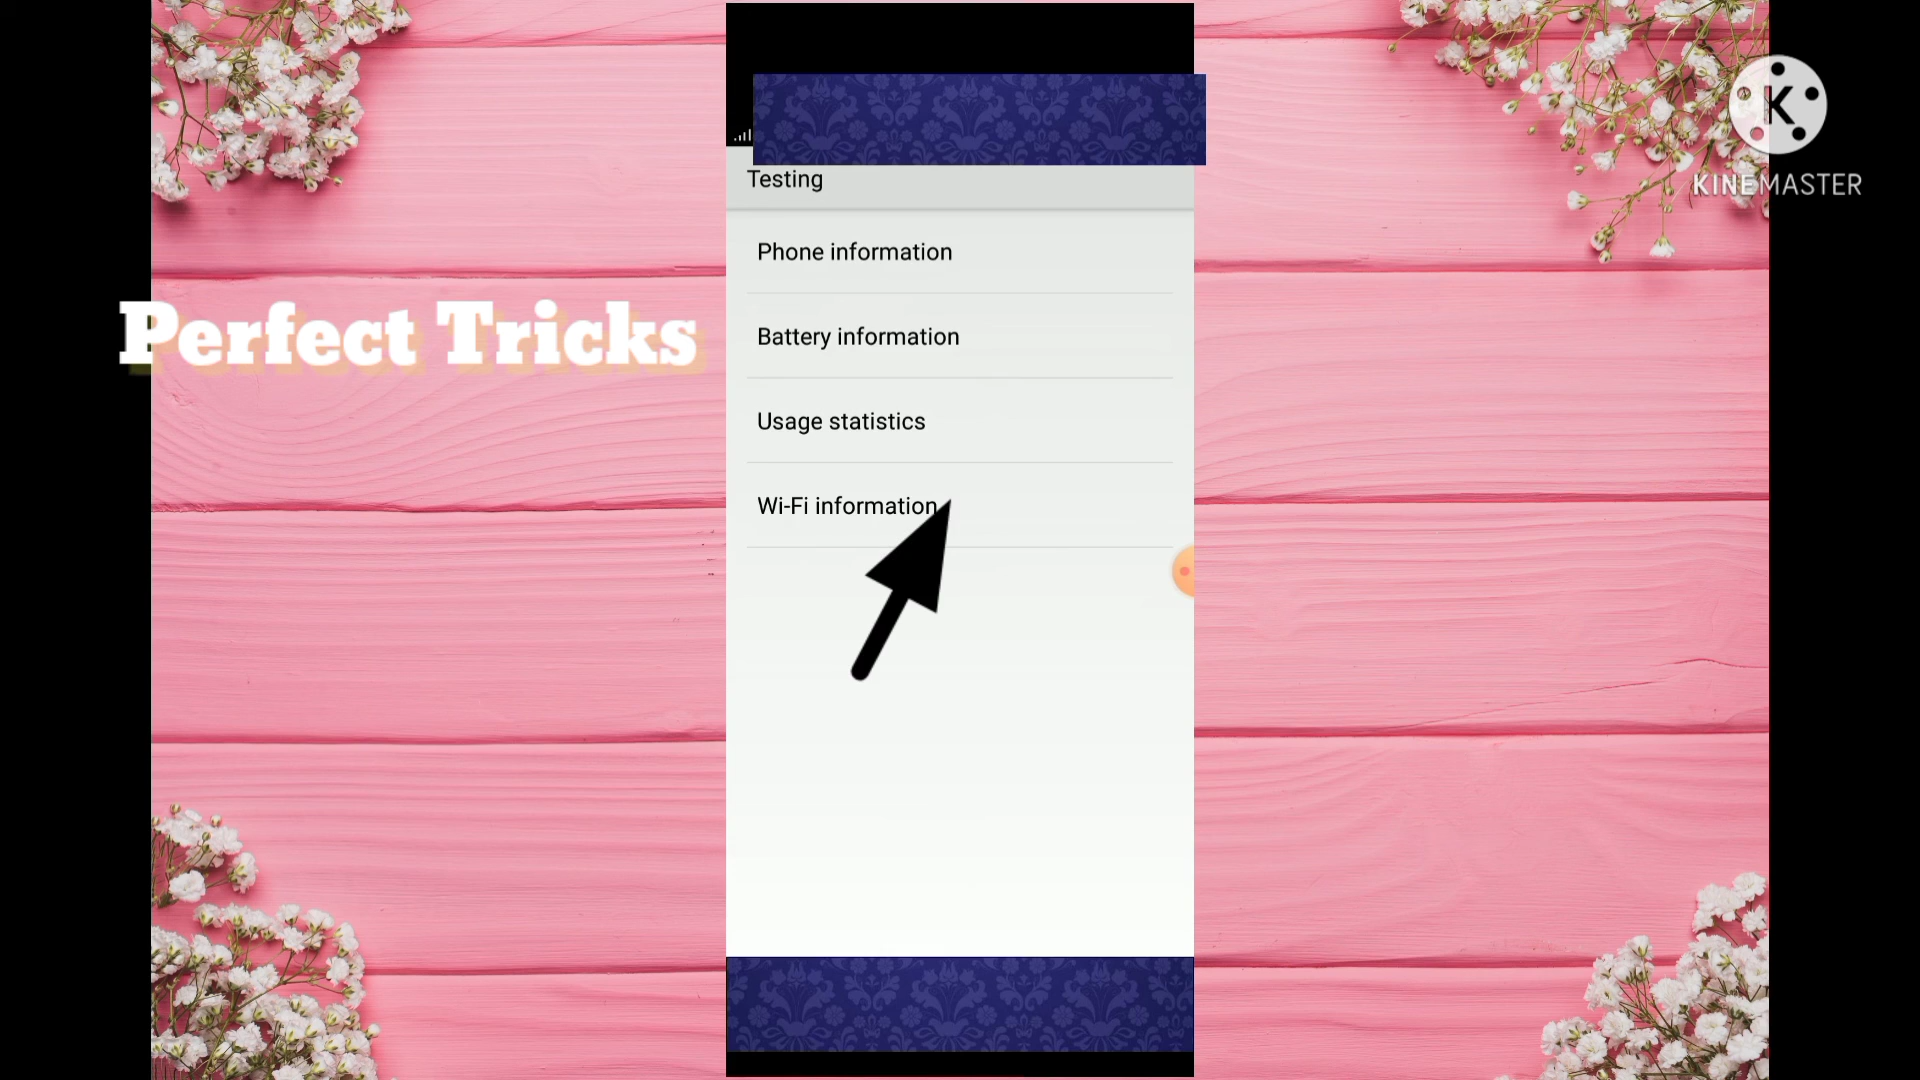 K
KINEMASTER
Testing
Phone information
Perfect Tricks
Battery information
Usage statistics
Wi-Fi information